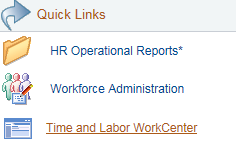 Quick Links
HR Operational Reports*
Workforce Administration
Time and Labor WorkCenter